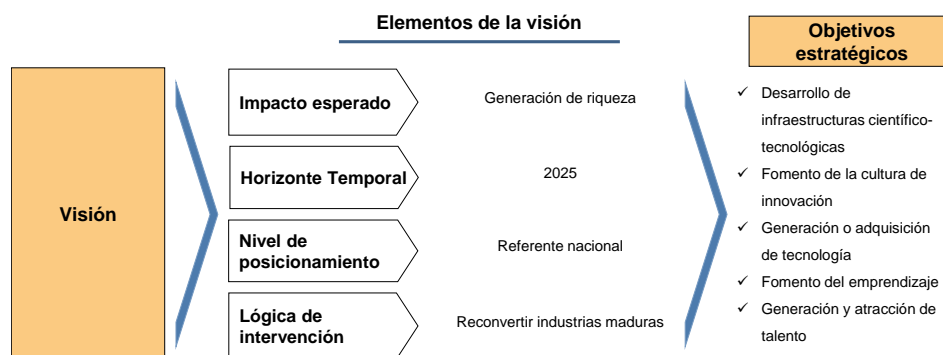 Elementos de la visión
Objetivos
estratégicos
Visión
Impacto esperado
Generación de riqueza
Horizonte Temporal
2025
Nivel de
posicionamiento
Referente nacional
Lógica de
intervención
Reconvertir industrias maduras
✓ Desarrollo de
infraestructuras científico-
tecnológicas
✓ Fomento de la cultura de
innovación
✓ Generación o adquisición
de tecnología
✓ Fomento del emprendizaje
✓ Generación y atracción de
talento